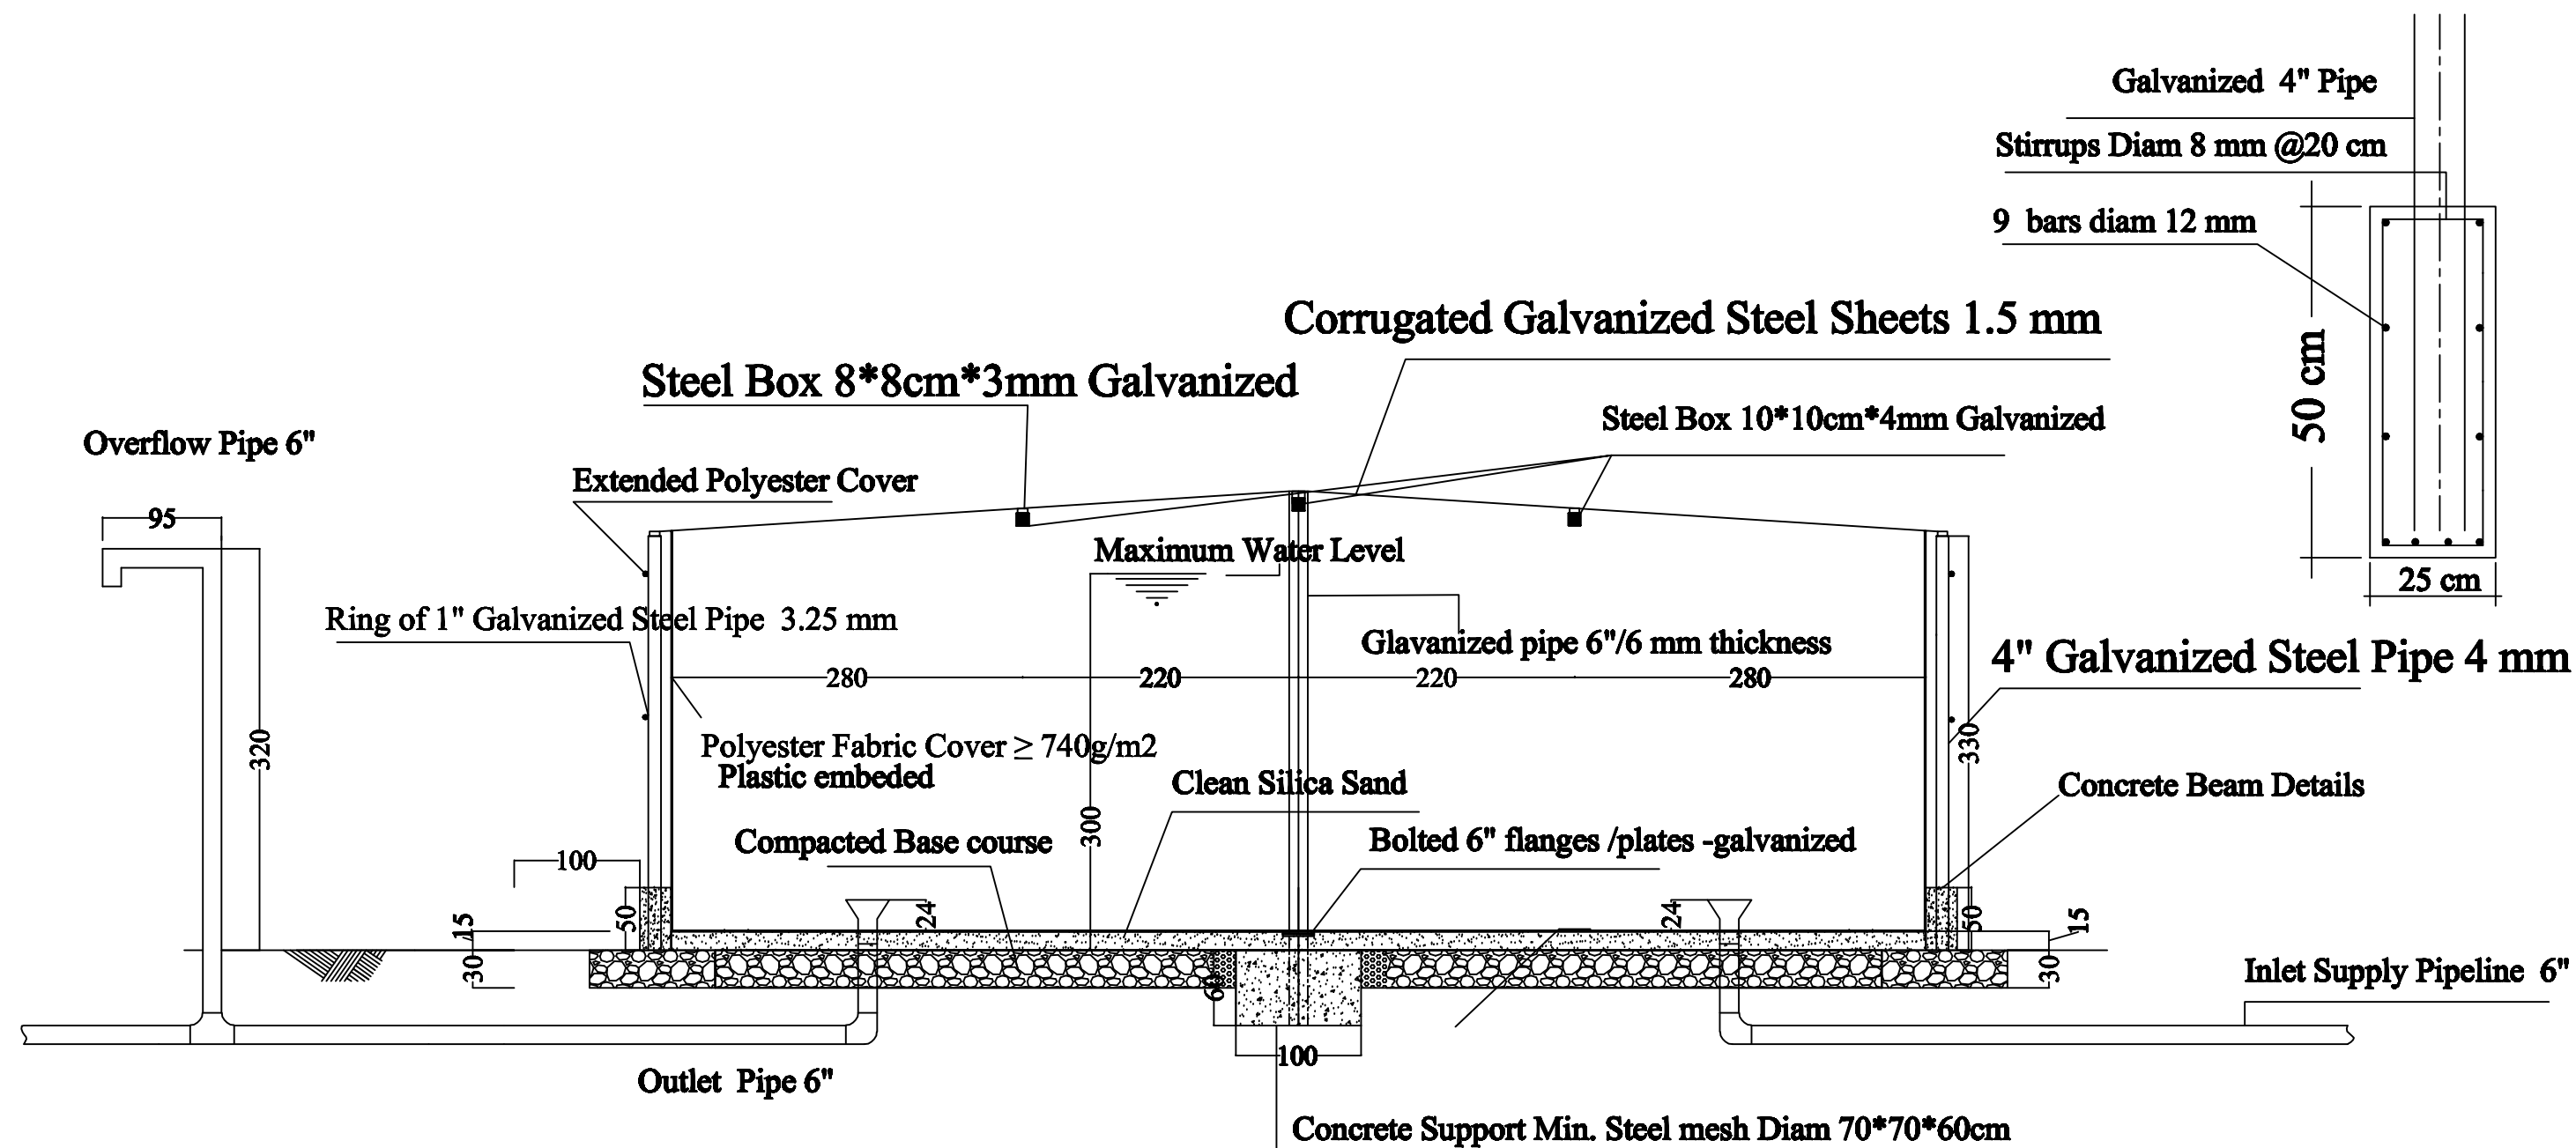 Galvanized 4" Pipe
Stirrups Diam 8 mm @20 cm
9 bars diam 12 mm
50 cm
25 cm
Corrugated Galvanized Steel Sheets 1.5 mm
Steel Box 8*8cm*3mm Galvanized
Steel Box 10*10cm*4mm Galvanized
Overflow Pipe 6"
Extended Polyester Cover
95
Maximum Water Level
Ring of 1" Galvanized Steel Pipe 3.25 mm
Glavanized pipe 6"/6 mm thickness
4" Galvanized Steel Pipe 4 mm
280
220
220
280
320
330
Polyester Fabric Cover ≥ 740g/m2
Plastic embeded
Clean Silica Sand
Concrete Beam Details
300
Compacted Base course
Bolted 6" flanges /plates -galvanized
100
50
15
24
24
50
15
30
30
Inlet Supply Pipeline 6"
100
Outlet Pipe 6"
Concrete Support Min. Steel mesh Diam 70*70*60cm